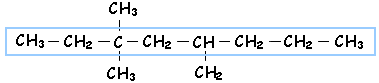 CH₃
CH₃ – CH₂ – C – CH₂ – CH – CH₂ – CH₂ – CH₃
CH₃ CH₂